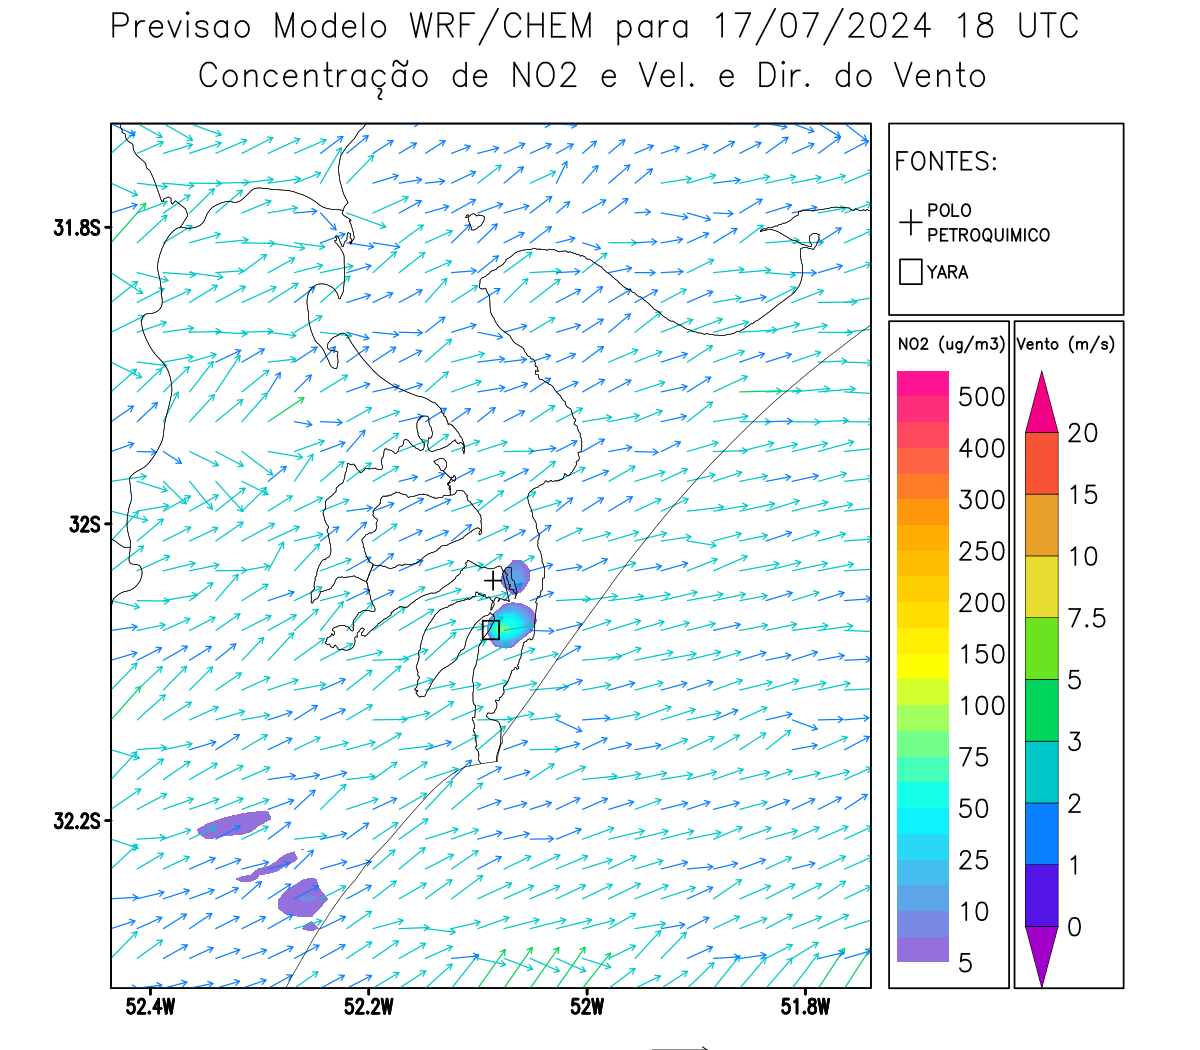 Previsao Modelo WRF/CHEM para 17/07/2024 18 UTC
Concentração de NO2 e Vel. e Dir. do Vento
FONTES:
POLO
PETROQUIMICO
YARA
NO2 (ug/m3)
500
400
300
250
200
150
100
75
50
25
10
5
Vento (m/s)
20
15
10
7.5
5
3
2
1
0
31.8S
32S
32.2S
52.4W 52.2W 52W 51.8W